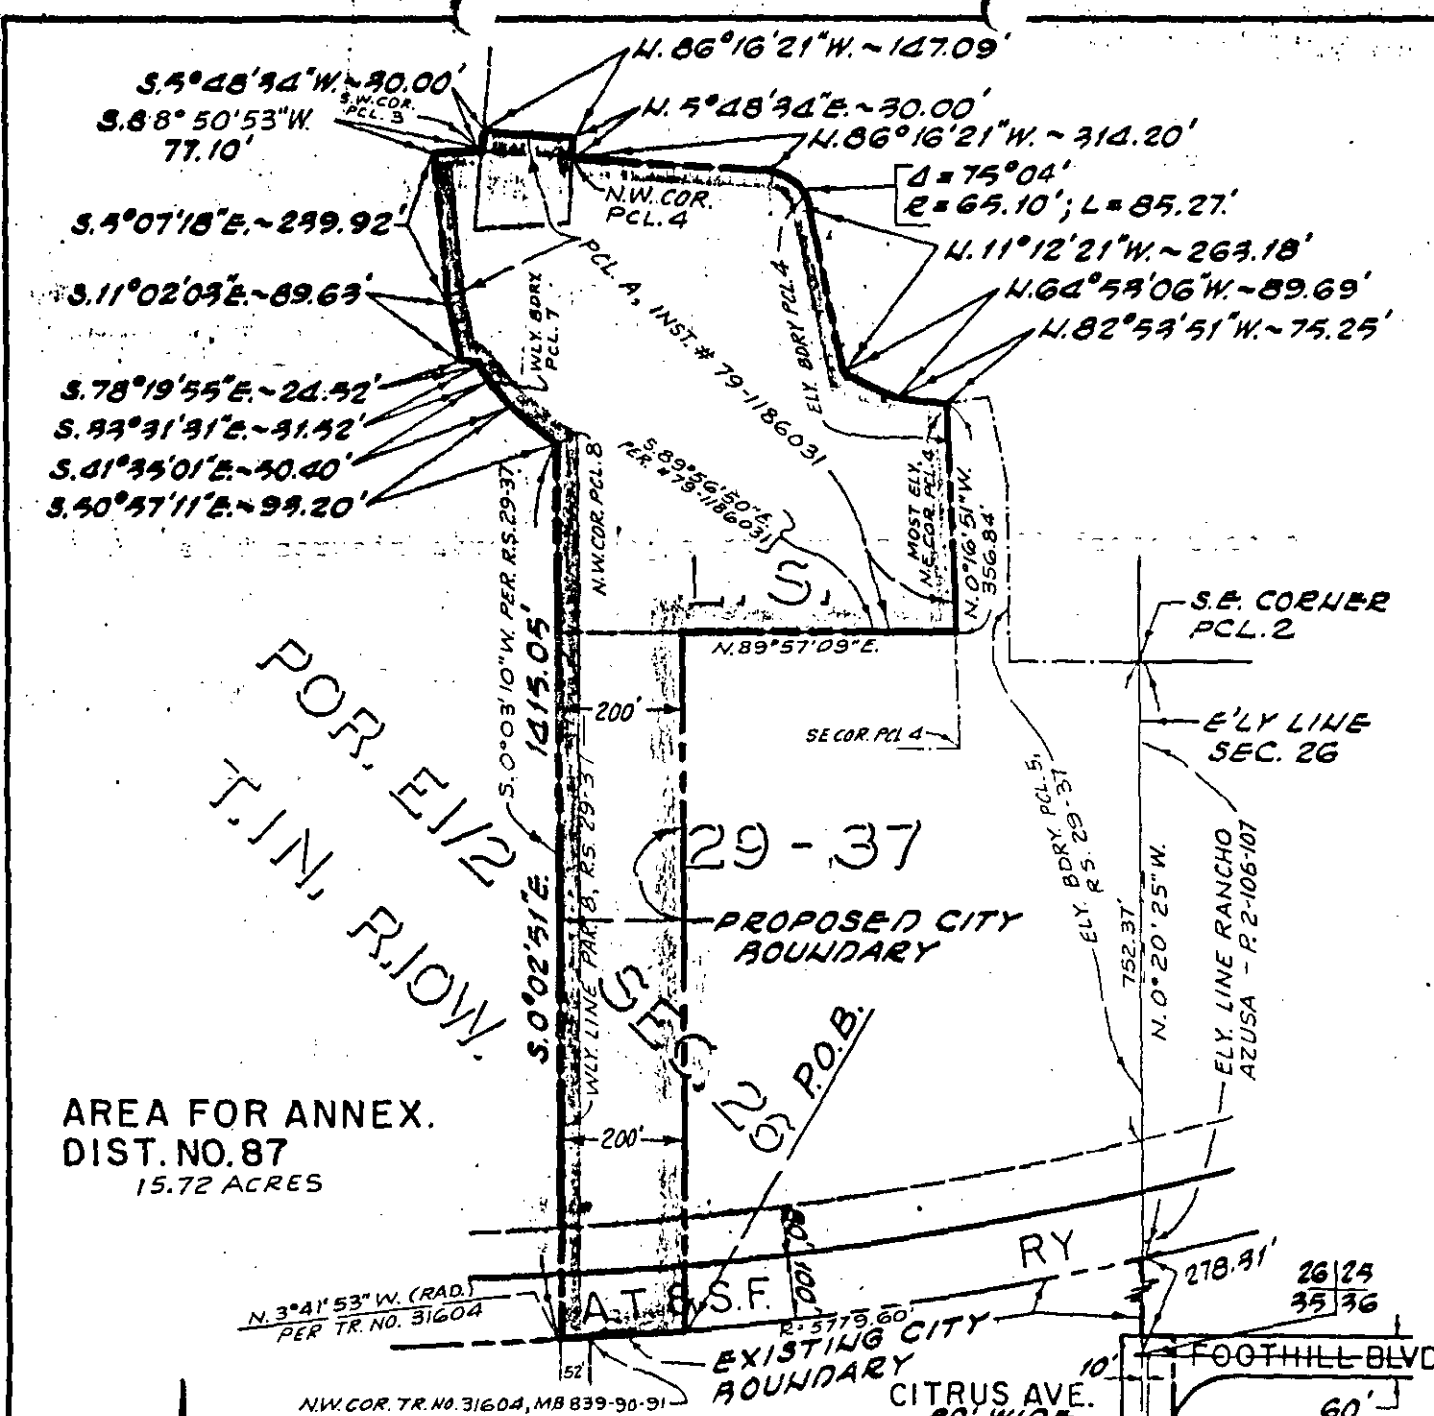 N. 86°16'21"W. ~ 147.09'
S. 5°48'34"W. ~ 30.00'
S.W. COR.
PCL. 3
N. 5°48'34"E. ~ 30.00'
S. 88°50'53"W.
77.10'
N. 86°16'21"W. ~ 314.20'
Δ = 75°04'
R = 65.10'; L = 85.27'
N.W. COR.
PCL. 4
S. 5°07'18"E. ~ 239.92'
N. 11°12'21"W. ~ 263.18'
S. 11°02'03"E. ~ 89.63'
N. 64°53'06"W. ~ 89.69'
N. 82°53'51"W. ~ 75.25'
WLY. BDRY
PCL. 7
PCL. A, INST. # 79-1186031
ELY. BDRY PCL. 4
S. 78°19'55"E. ~ 24.52'
S. 33°31'31"E. ~ 31.52'
S. 41°35'01"E. ~ 50.40'
S. 50°57'11"E. ~ 93.20'
S. 89°56'50"E.
PER. #79-1186031
N.W. COR. PCL. 8
MOST ELY.
N.E. COR. PCL. 4
N. 0°16'51"W.
356.84'
L. S.
S.E. CORNER
PCL. 2
N. 89°57'09"E.
S. 0°03'10"W. PER. R.S. 29-37
1415.05'
S. 0°02'51"E.
200'
SE COR. PCL 4
E'LY LINE
SEC. 26
POR. E1/2
T.1N. R.10W.
29 - 37
WLY. LINE PAR. 8, R.S. 29-37
PROPOSED CITY
BOUNDARY
ELY. BDRY. PCL. 5,
R.S. 29-37
752.37'
N. 0°20'25"W.
ELY. LINE RANCHO
AZUSA - P. 2-106-107
SEC. 26
P.O.B.
AREA FOR ANNEX.
DIST. NO. 87
15.72 ACRES
200'
100'
RY
A.T. & S.F.
278.31'
26|25
35|36
N. 3°41'53"W. (RAD.)
PER TR. NO. 31604
R = 5779.60'
EXISTING CITY
BOUNDARY
52'
N.W. COR. TR. NO. 31604, MB 839-90-91
10'
FOOTHILL BLVD
CITRUS AVE.
60'